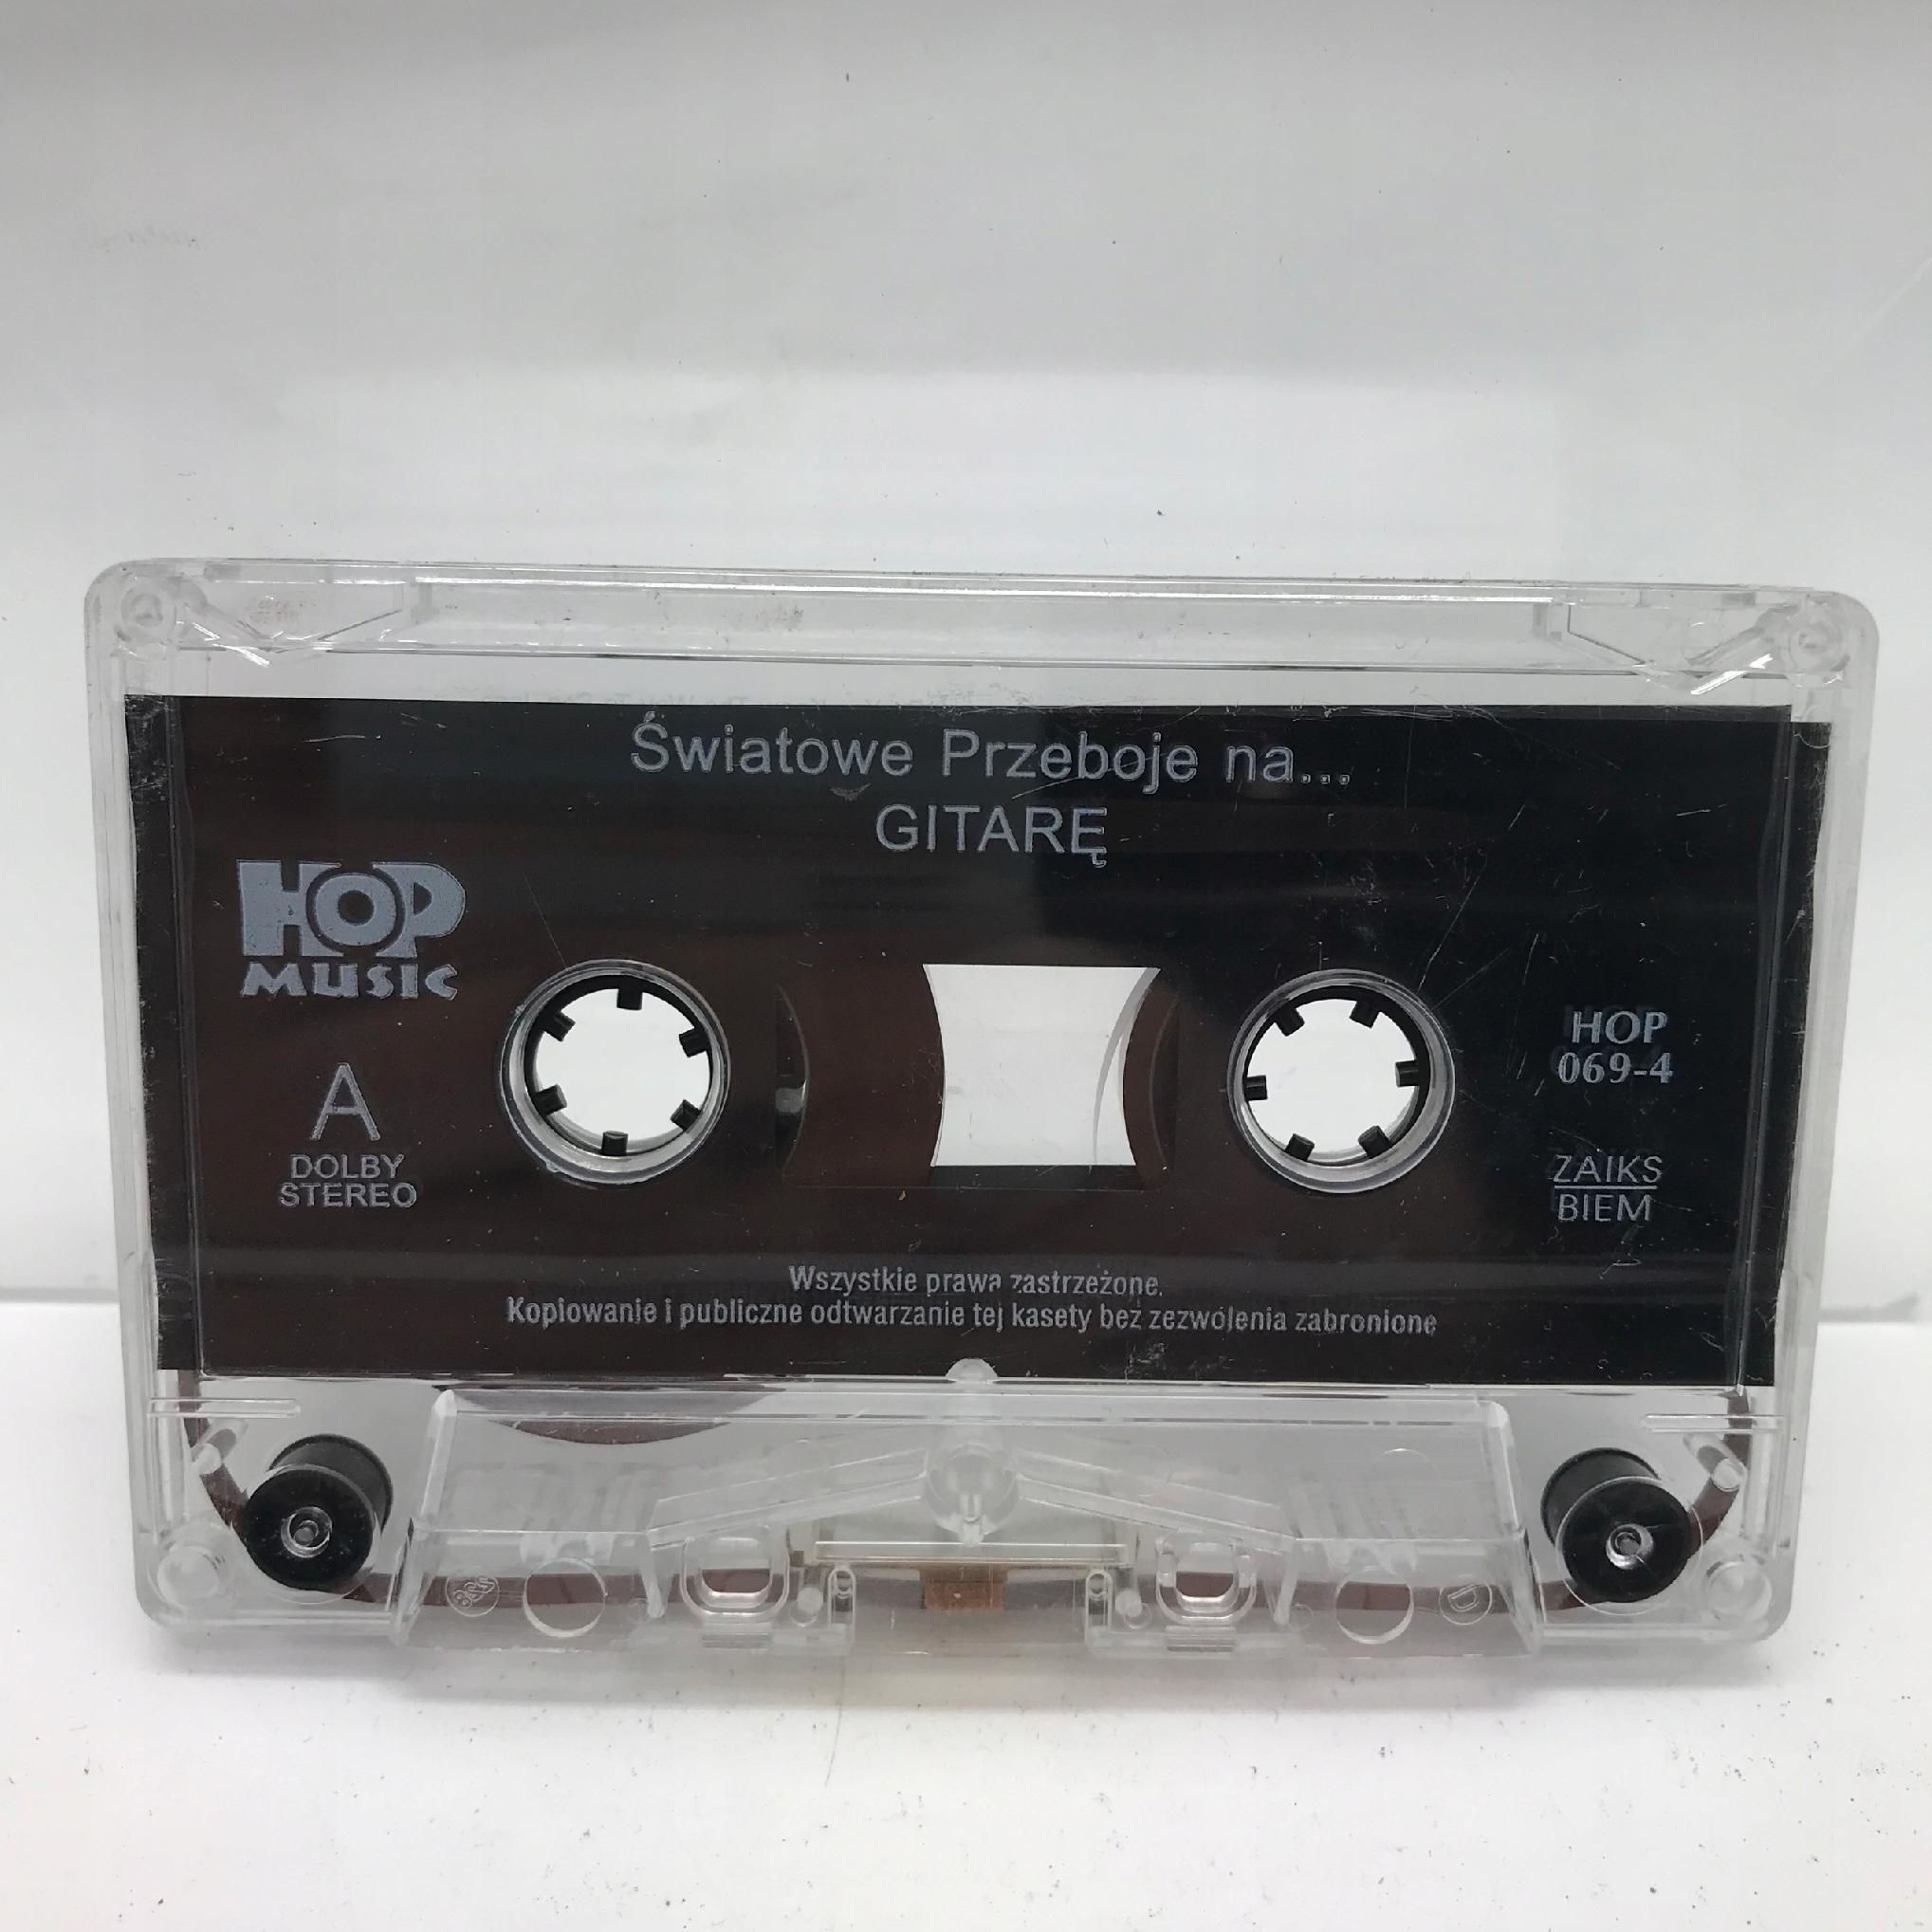 Światowe Przeboje na...
GITARĘ
HOP
MUSIC
A
DOLBY
STEREO
HOP
069-4
ZAIKS
BIEM
Wszystkie prawa zastrzeżone.
Kopiowanie i publiczne odtwarzanie tej kasety bez zezwolenia zabronione